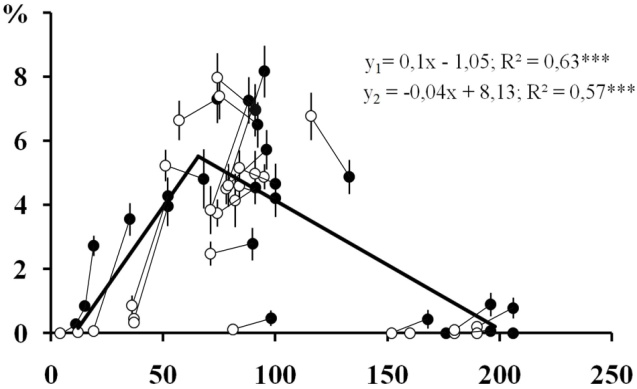 %
8
y1= 0,1x - 1,05; R² = 0,63***
y2 = -0,04x + 8,13; R² = 0,57***
6
4
2
0
0 50 100 150 200 250